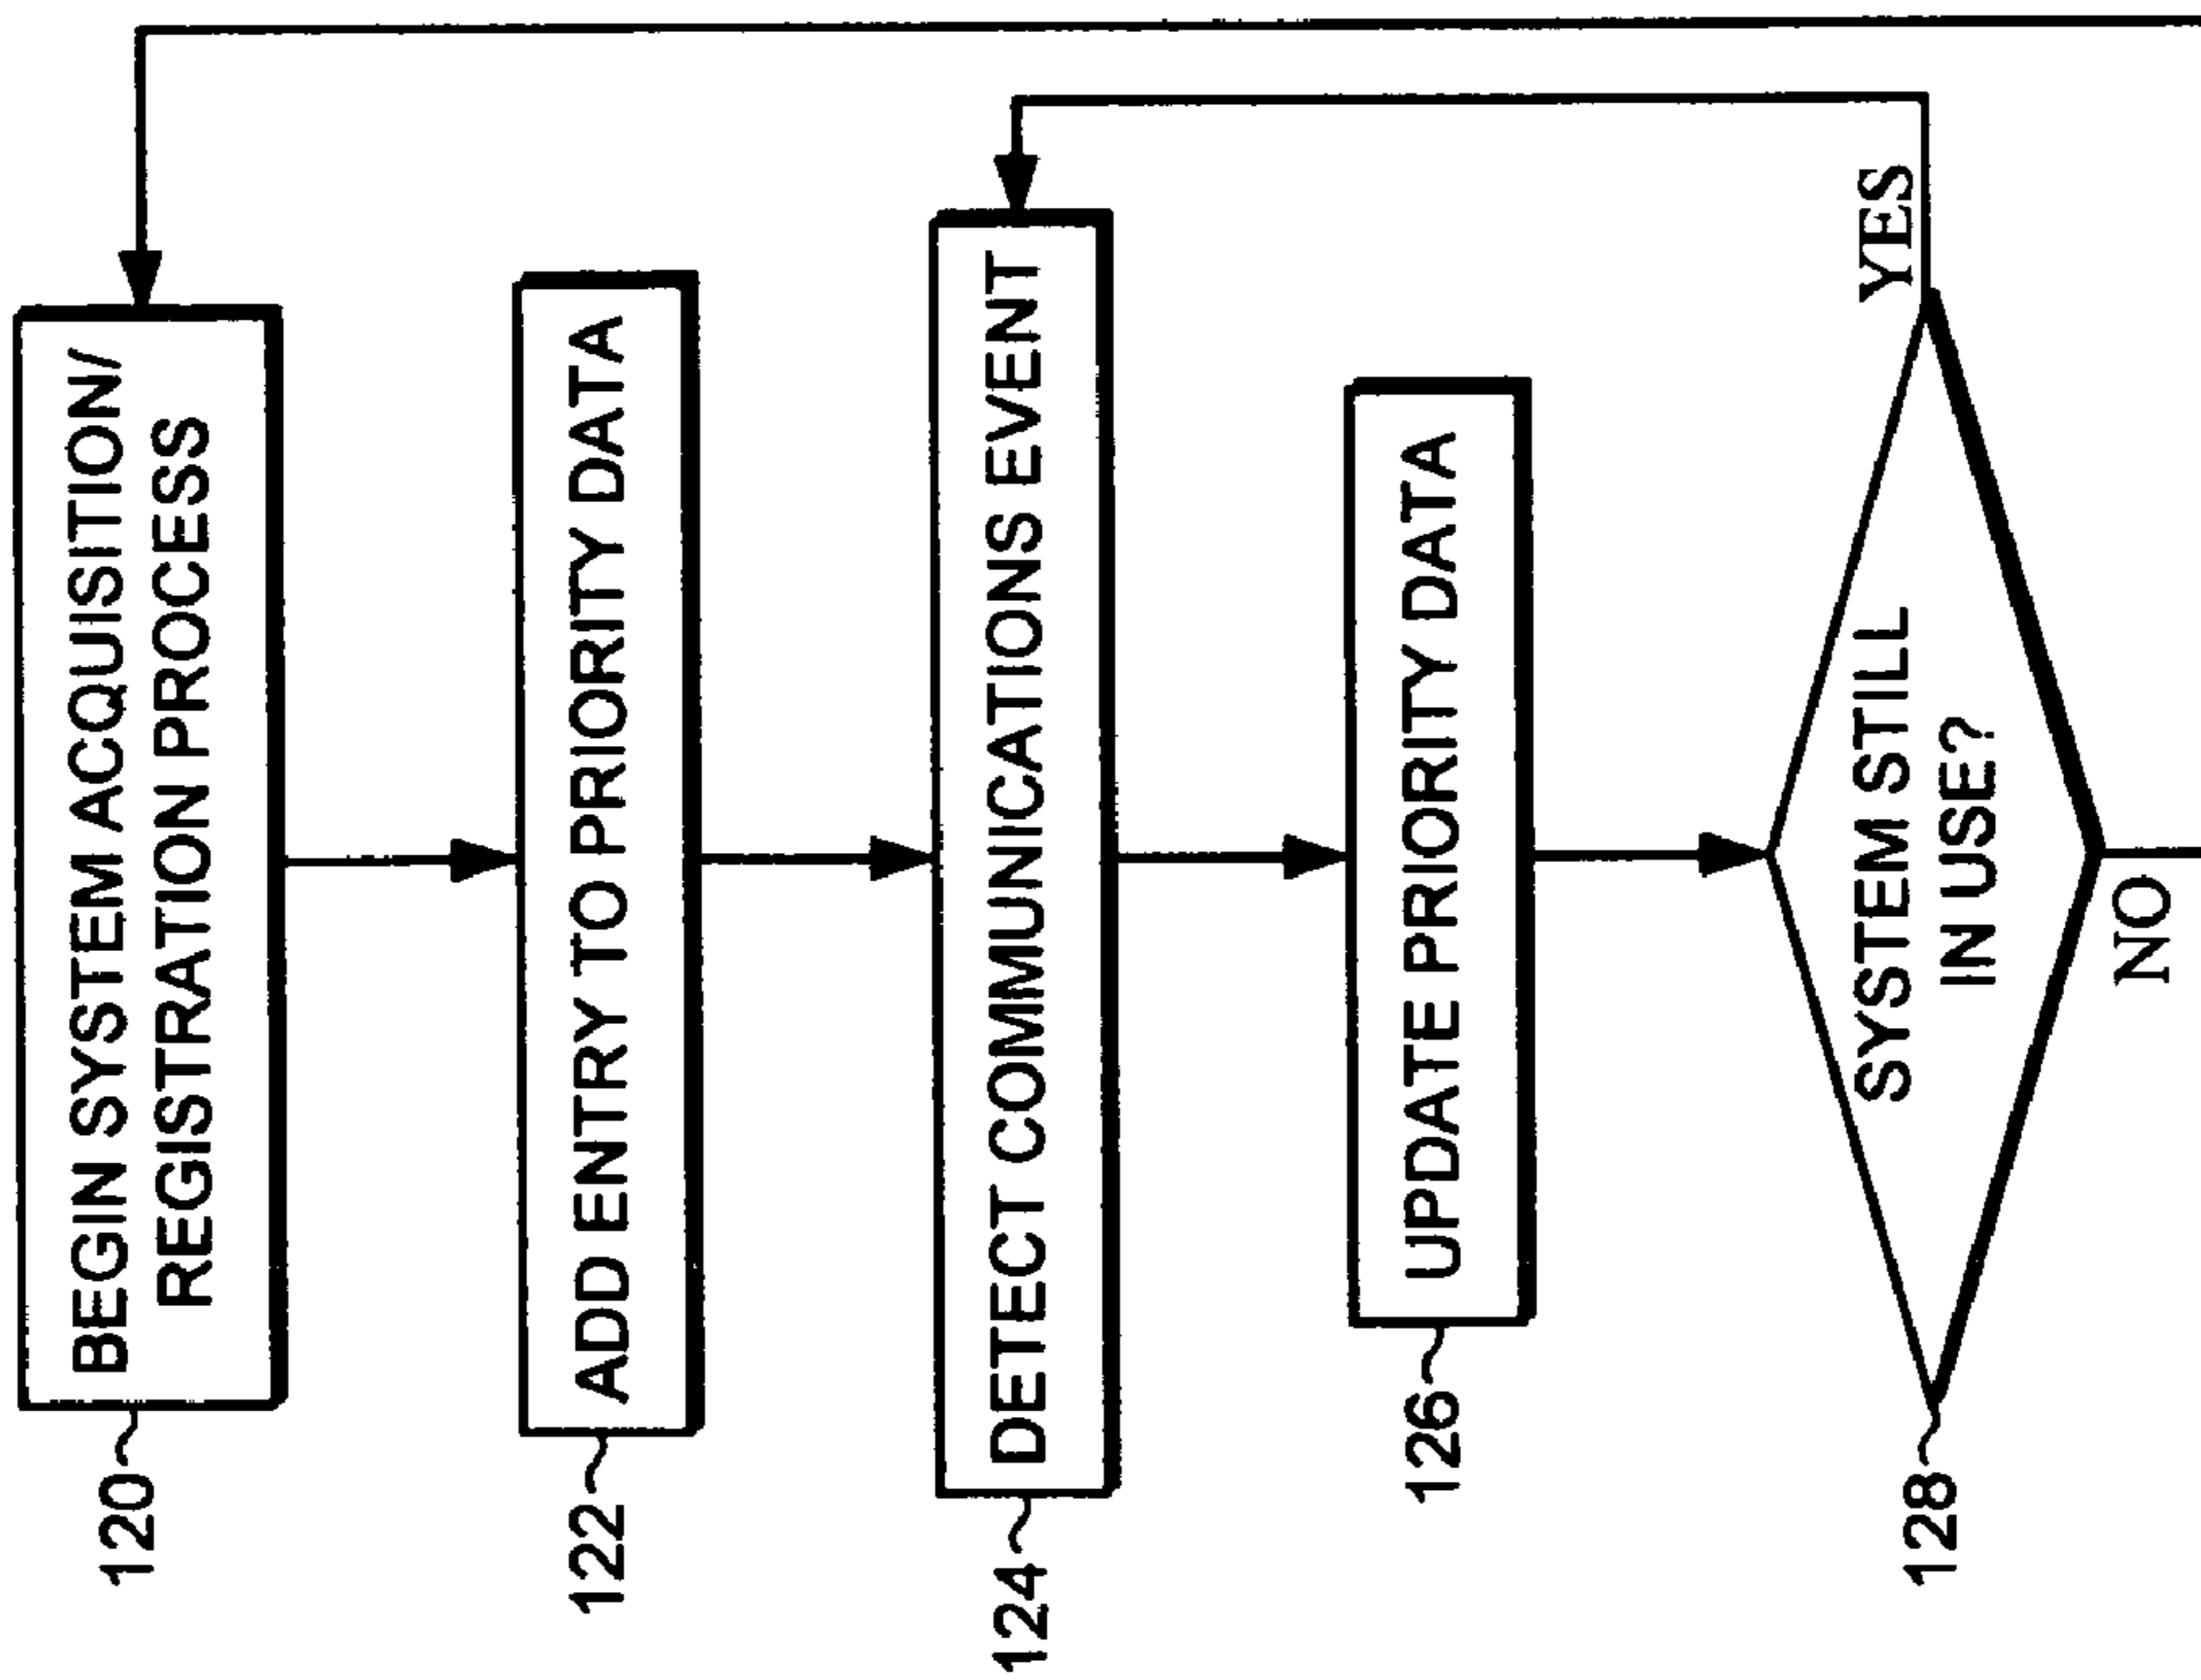 120
BEGIN SYSTEM ACQUISITION/
REGISTRATION PROCESS
122
ADD ENTRY TO PRIORITY DATA
124
DETECT COMMUNICATIONS EVENT
126
UPDATE PRIORITY DATA
128
SYSTEM STILL
IN USE?
YES
NO